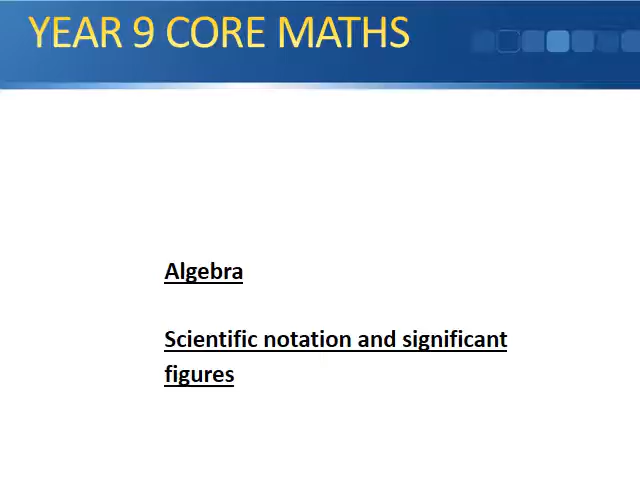 YEAR 9 CORE MATHS
Algebra
Scientific notation and significant
figures